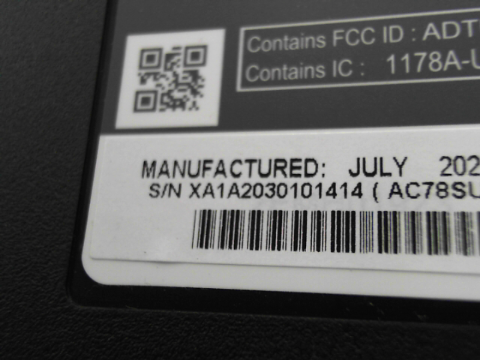 Contains FCC ID : ADT
Contains IC : 1178A-U
MANUFACTURED: JULY 202
S/N XA1A2030101414 ( AC78SU